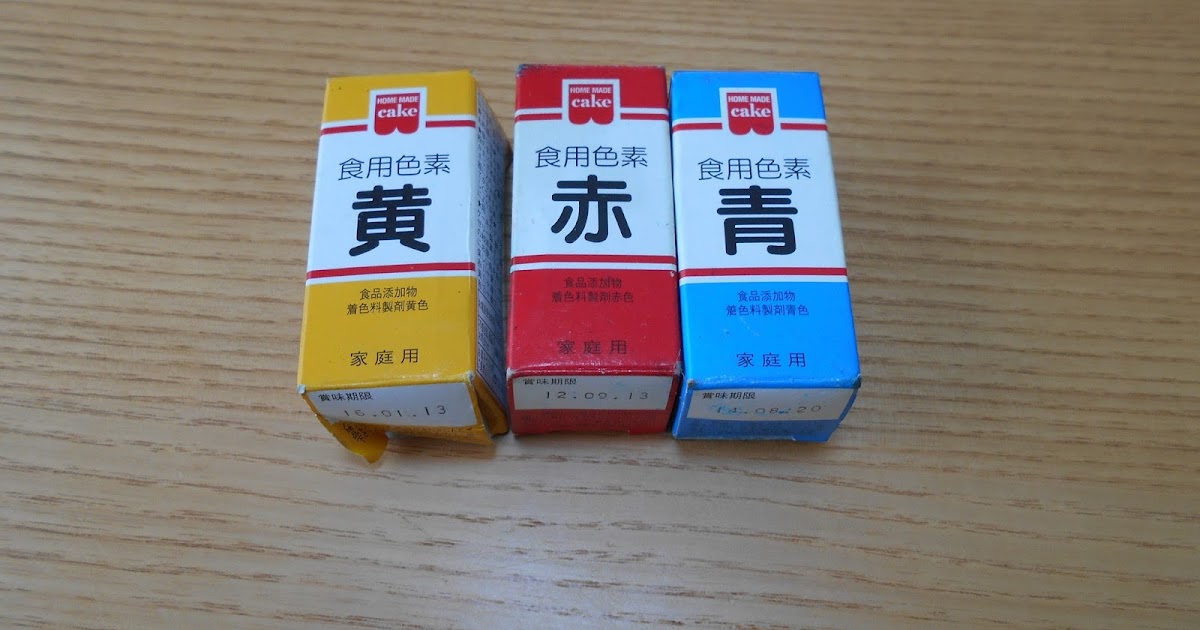 HOME MADE
cake
食用色素
黄
食品添加物
着色料製剤黄色
家庭用
賞味期限
16.01.13
HOME MADE
cake
食用色素
赤
食品添加物
着色料製剤赤色
家庭用
賞味期限
12.09.13
HOME MADE
cake
食用色素
青
食品添加物
着色料製剤青色
家庭用
賞味期限